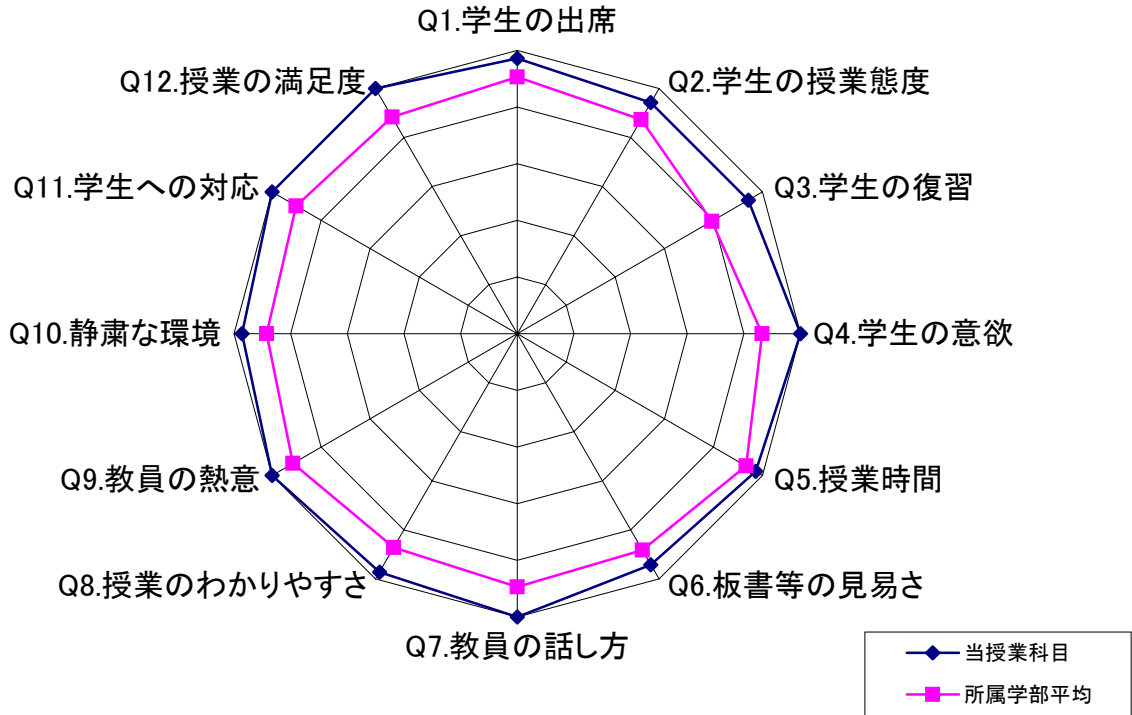 Q1.学生の出席
Q2.学生の授業態度
Q3.学生の復習
Q4.学生の意欲
Q5.授業時間
Q6.板書等の見易さ
Q7.教員の話し方
Q8.授業のわかりやすさ
Q9.教員の熱意
Q10.静粛な環境
Q11.学生への対応
Q12.授業の満足度
当授業科目
所属学部平均